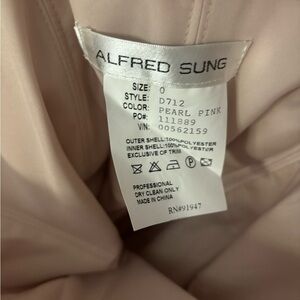 ALFRED SUNG
SIZE: 0
STYLE: D712
COLOR: PEARL PINK
PO#: 111889
V/N: 00562159
OUTER SHELL:100%POLYESTER
INNER SHELL:100%POLYESTER
EXCLUSIVE OF TRIM
PROFESSIONAL
DRY CLEAN ONLY
MADE IN CHINA
RN#91947